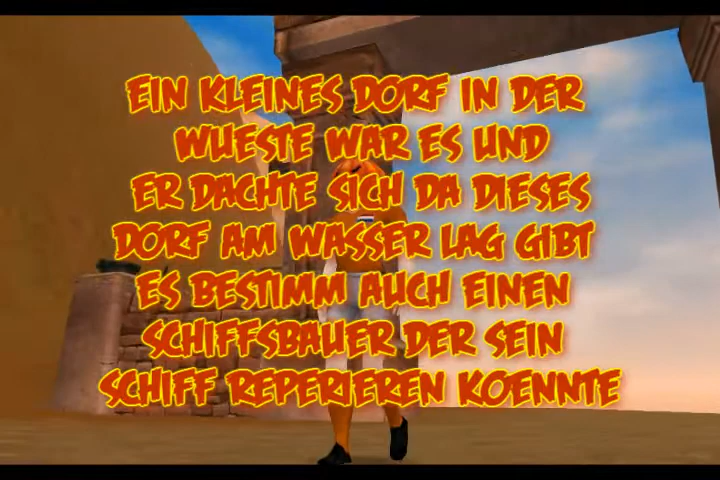 EIN KLEINES DORF IN DER
WUESTE WAR ES UND
ER DACHTE SICH DA DIESES
DORF AM WASSER LAG GIBT
ES BESTIMM AUCH EINEN
SCHIFFSBAUER DER SEIN
SCHIFF REPERIEREN KOENNTE